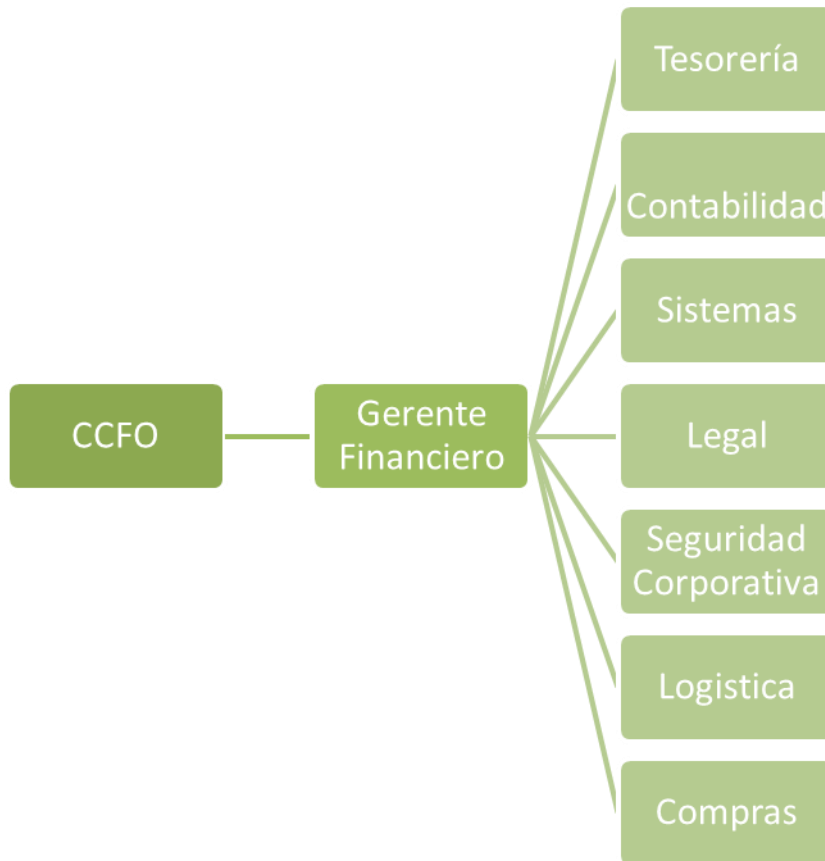 Tesorería
Contabilidad
Sistemas
CCFO
Gerente
Financiero
Legal
Seguridad
Corporativa
Logistica
Compras